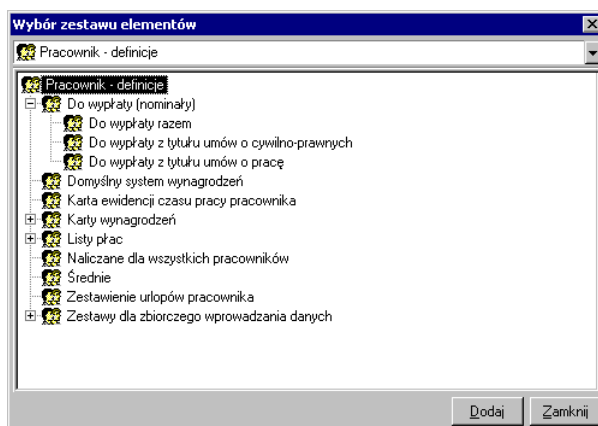 Wybór zestawu elementów
Pracownik - definicje
Pracownik - definicje
Do wypłaty (nominały)
Do wypłaty razem
Do wypłaty z tytułu umów o cywilno-prawnych
Do wypłaty z tytułu umów o pracę
Domyślny system wynagrodzeń
Karta ewidencji czasu pracy pracownika
Karty wynagrodzeń
Listy płac
Naliczane dla wszystkich pracowników
Średnie
Zestawienie urlopów pracownika
Zestawy dla zbiorczego wprowadzania danych
Dodaj Zamknij